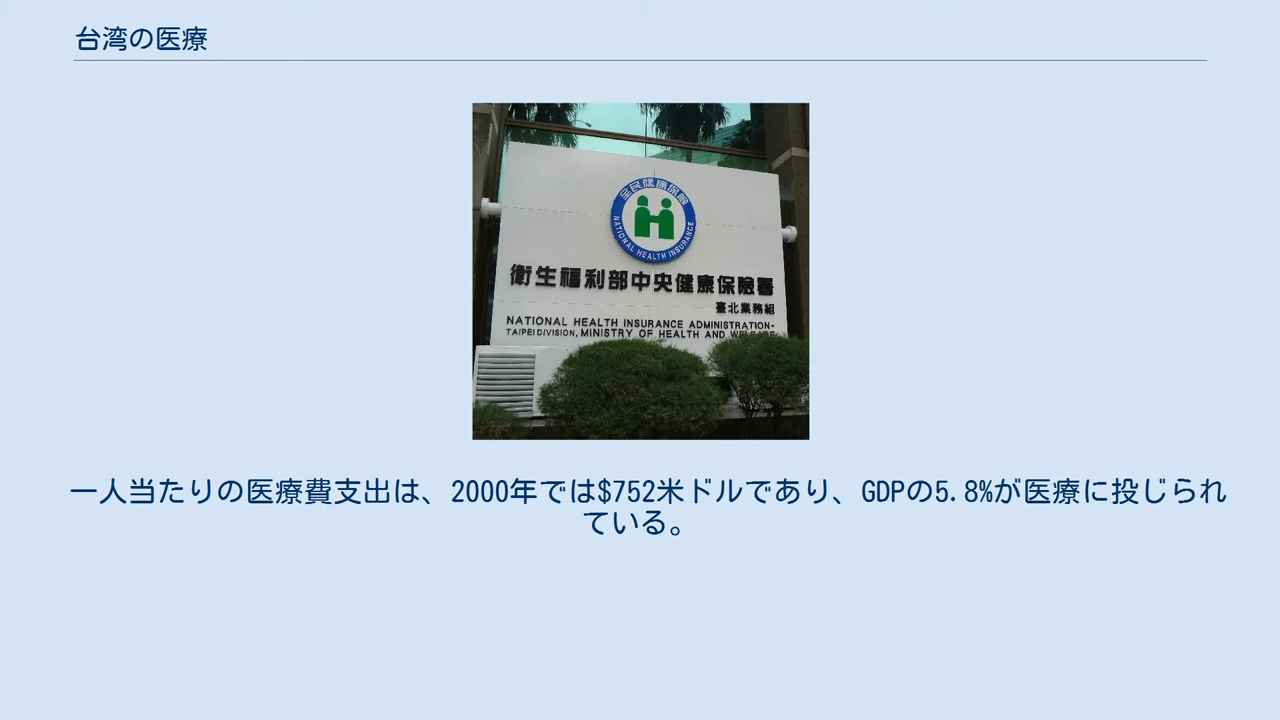 台湾の医療
全民健康保險
NATIONAL HEALTH INSURANCE
衛生福利部中央健康保險署
臺北業務組
NATIONAL HEALTH INSURANCE ADMINISTRATION-
TAIPEI DIVISION, MINISTRY OF HEALTH AND WELFARE
一人当たりの医療費支出は、2000年では$752米ドルであり、GDPの5.8%が医療に投じられ
ている。